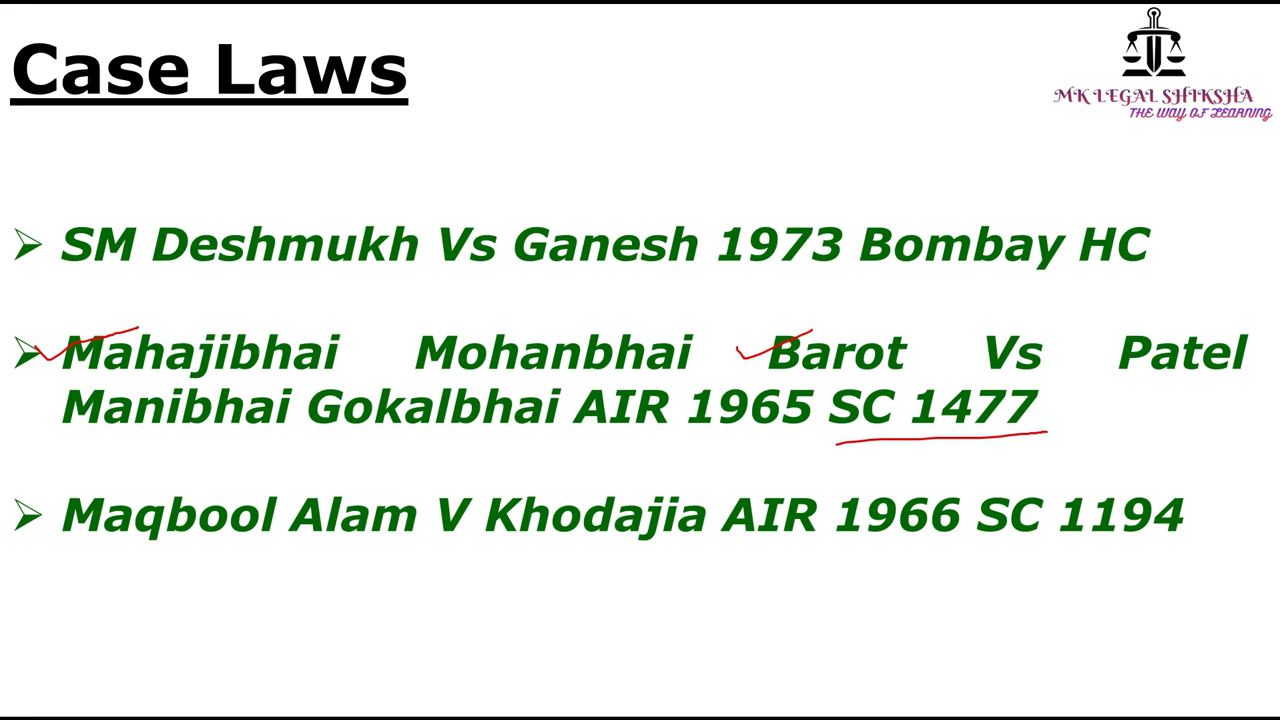 Case Laws
MK LEGAL SHIKSHA
THE WAY OF LEARNING
➢ SM Deshmukh Vs Ganesh 1973 Bombay HC
➢ Mahajibhai Mohanbhai Barot Vs Patel
Manibhai Gokalbhai AIR 1965 SC 1477
➢ Maqbool Alam V Khodajia AIR 1966 SC 1194